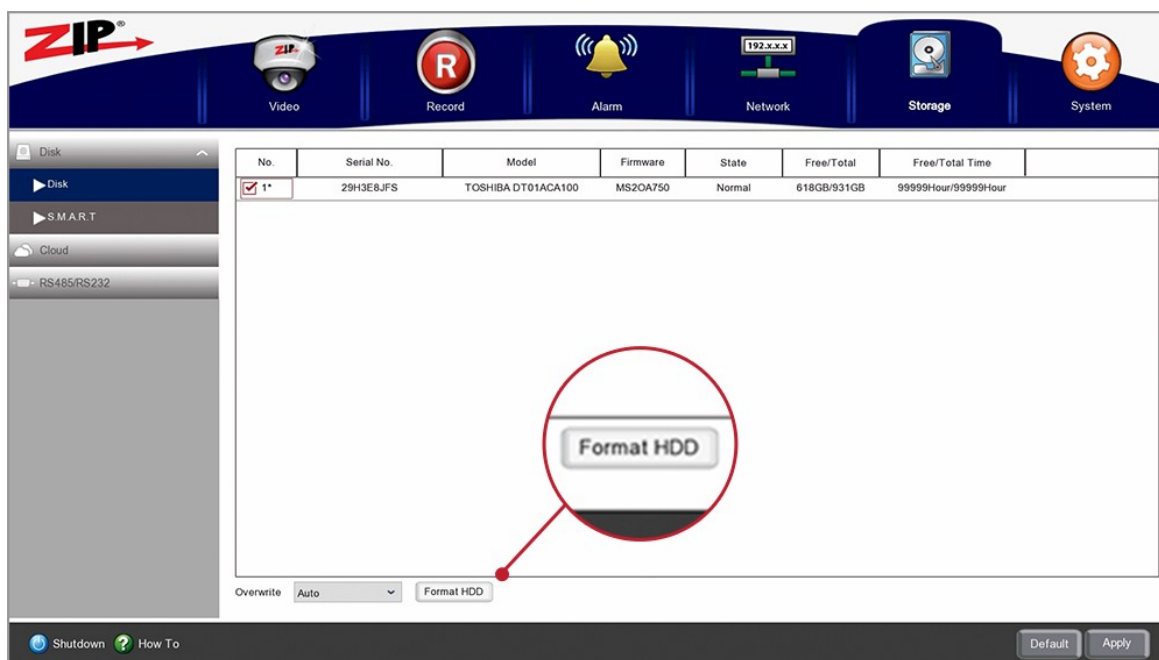 ZIP®
192.x.x.x
ZIP
R
Video
Record
Alarm
Network
Storage
System
Disk
Disk
S.M.A.R.T
Cloud
RS485/RS232
No. Serial No. Model Firmware State Free/Total Free/Total Time
1* 29H3E8JFS TOSHIBA DT01ACA100 MS2OA750 Normal 618GB/931GB 99999Hour/99999Hour
Format HDD
Overwrite Auto Format HDD
Shutdown ? How To Default Apply